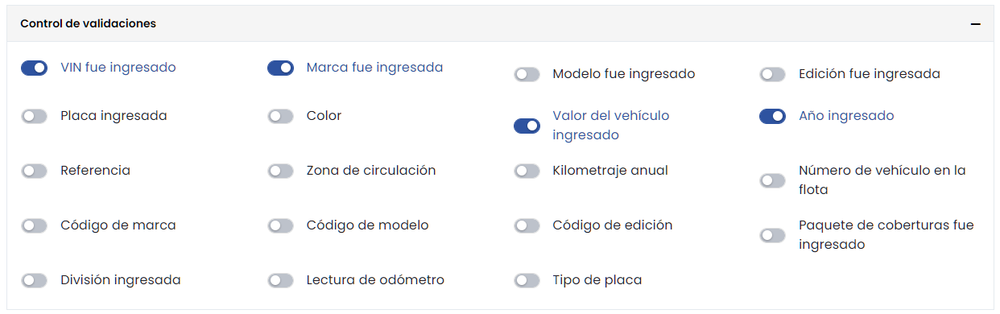 Control de validaciones
VIN fue ingresado
Marca fue ingresada
Modelo fue ingresado
Edición fue ingresada
Placa ingresada
Color
Valor del vehículo
ingresado
Año ingresado
Referencia
Zona de circulación
Kilometraje anual
Número de vehículo en la
flota
Código de marca
Código de modelo
Código de edición
Paquete de coberturas fue
ingresado
División ingresada
Lectura de odómetro
Tipo de placa